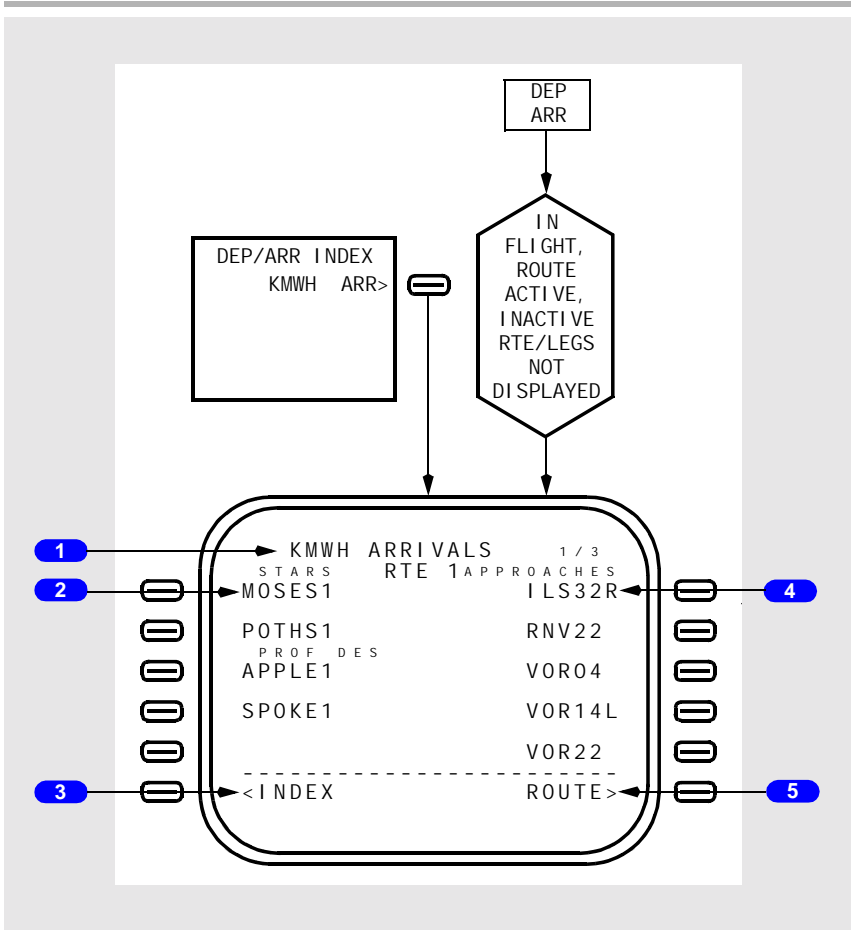 DEP
ARR
IN
FLIGHT,
ROUTE
ACTIVE,
INACTIVE
RTE/LEGS
NOT
DISPLAYED
DEP/ARR INDEX
KMWH ARR>
1
KMWH ARRIVALS 1/3
STARS RTE 1 APPROACHES
2
MOSES1 ILS32R
4
POTHS1 RNV22
PROF DES
APPLE1 VOR04
SPOKE1 VOR14L
VOR22
------------------------
3
<INDEX ROUTE>
5